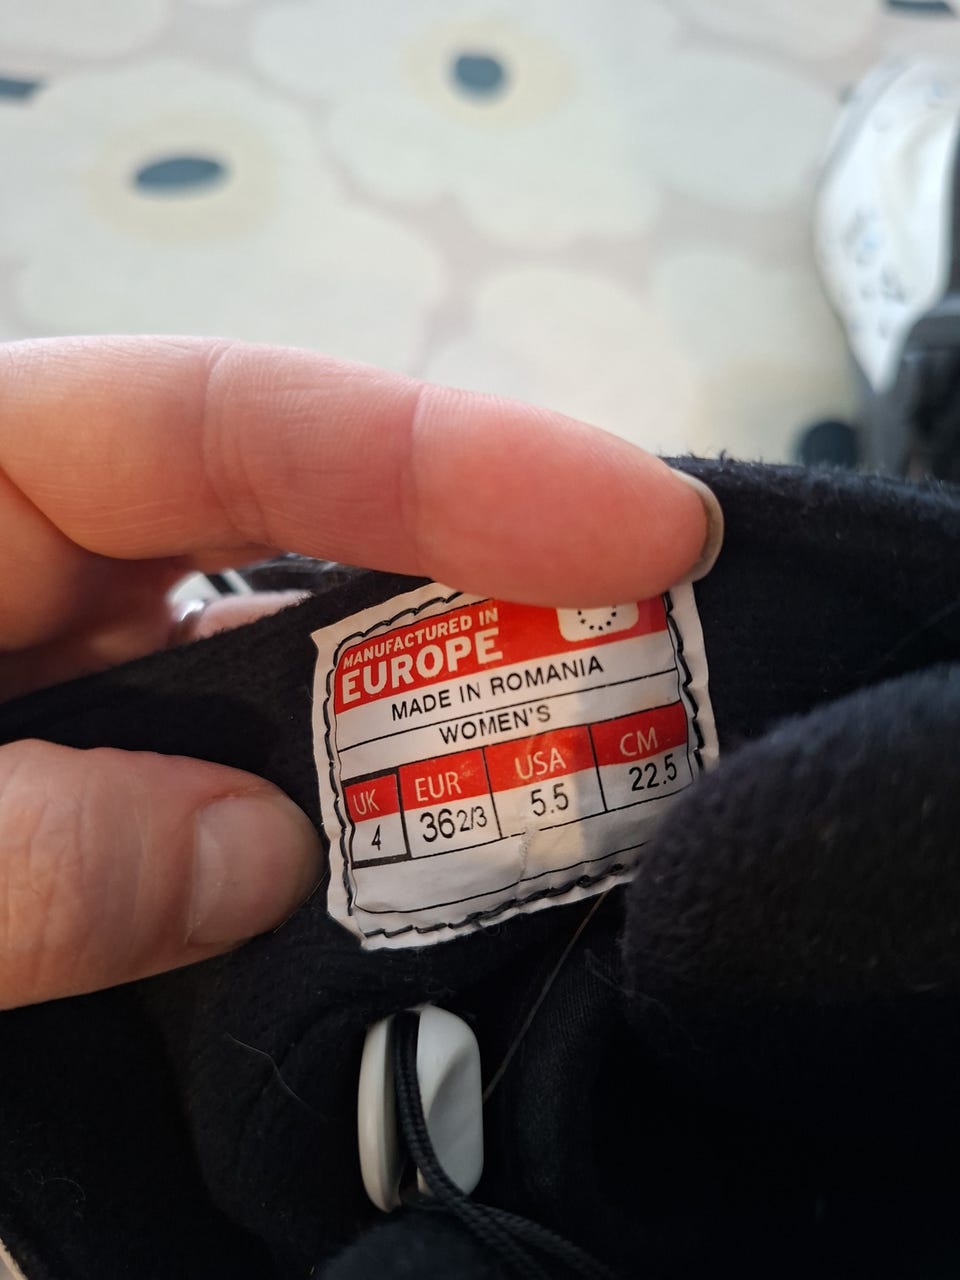 MANUFACTURED IN
EUROPE
MADE IN ROMANIA
WOMEN'S
UK EUR USA CM
4 36 2/3 5.5 22.5